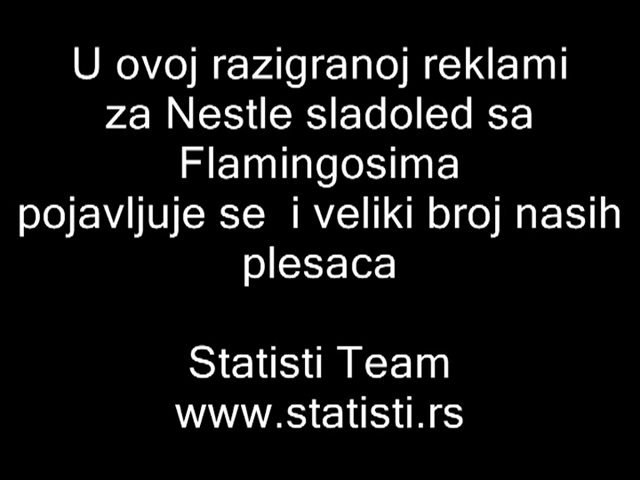 U ovoj razigranoj reklami
za Nestle sladoled sa
Flamingosima
pojavljuje se  i veliki broj nasih
plesaca
Statisti Team
www.statisti.rs